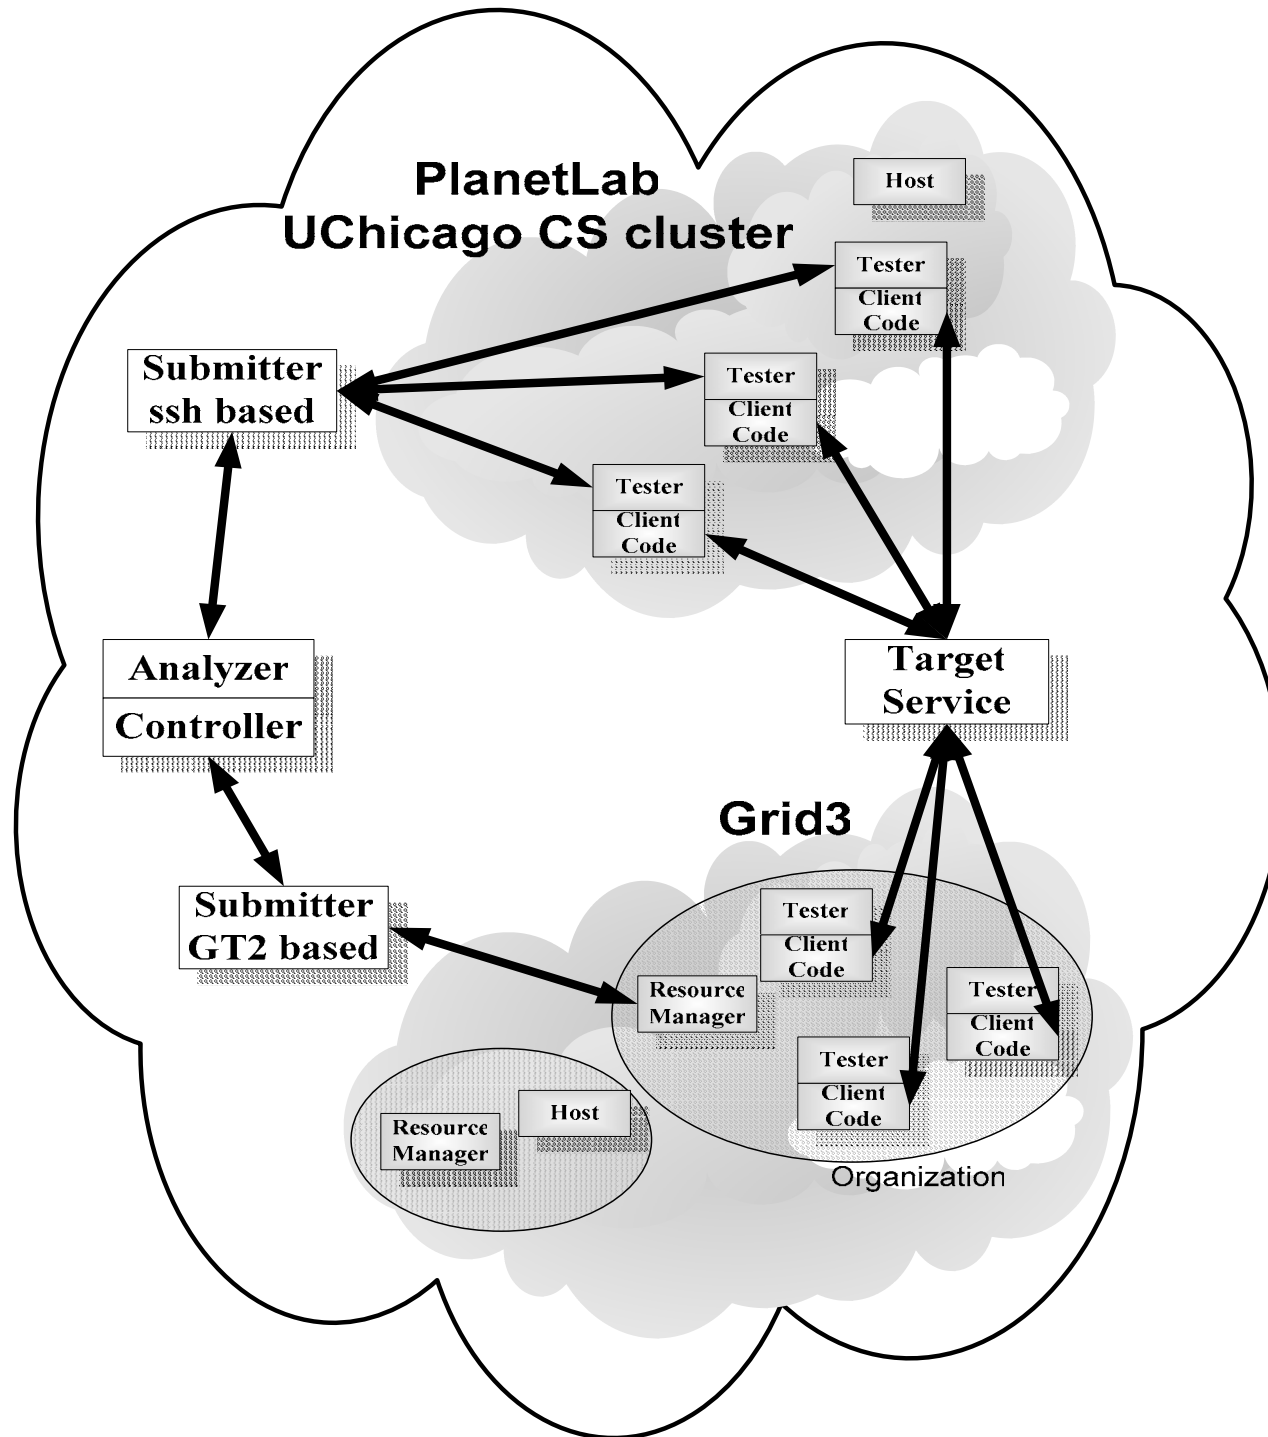 PlanetLab
UChicago CS cluster
Host
Tester
Client
Code
Submitter
ssh based
Tester
Client
Code
Tester
Client
Code
Analyzer
Controller
Target
Service
Grid3
Submitter
GT2 based
Tester
Client
Code
Resource
Manager
Tester
Client
Code
Tester
Client
Code
Host
Resource
Manager
Organization